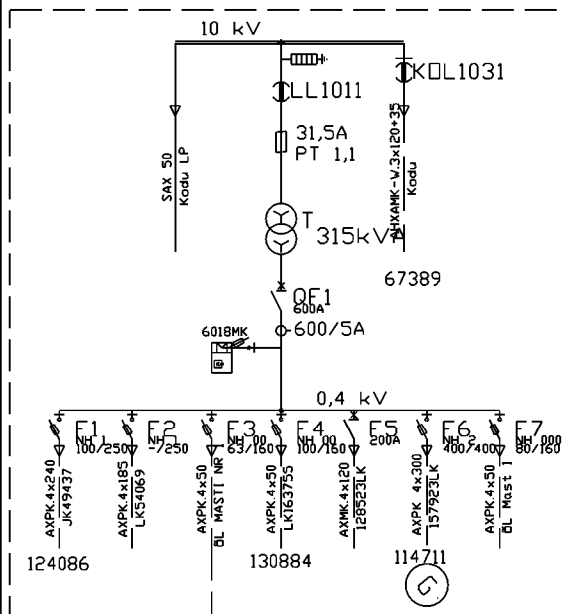 10 kV
KOL1031
LL1011
31,5A
PT 1,1
SAX 50
Kadu LP
AHXAMK-W.3x120+35
Kadu
T
315kVA
67389
QF1
600A
600/5A
6018MK
0,4 kV
F1
NH 1
100/250
F2
-/250
F3
NH 00
63/160
F4
NH 00
100/160
F5
200A
F6
NH 2
400/400
F7
NH 000
80/160
AXPK.4x240
JK49437
AXPK.4x185
LK54069
AXPK.4x50
ÕL MASTI NR 1
AXPK.4x50
LK163755
AXMK.4x120
128523LK
AXPK 4x300
157923LK
AXPK.4x50
ÕL Mast 1
124086
130884
114711
G